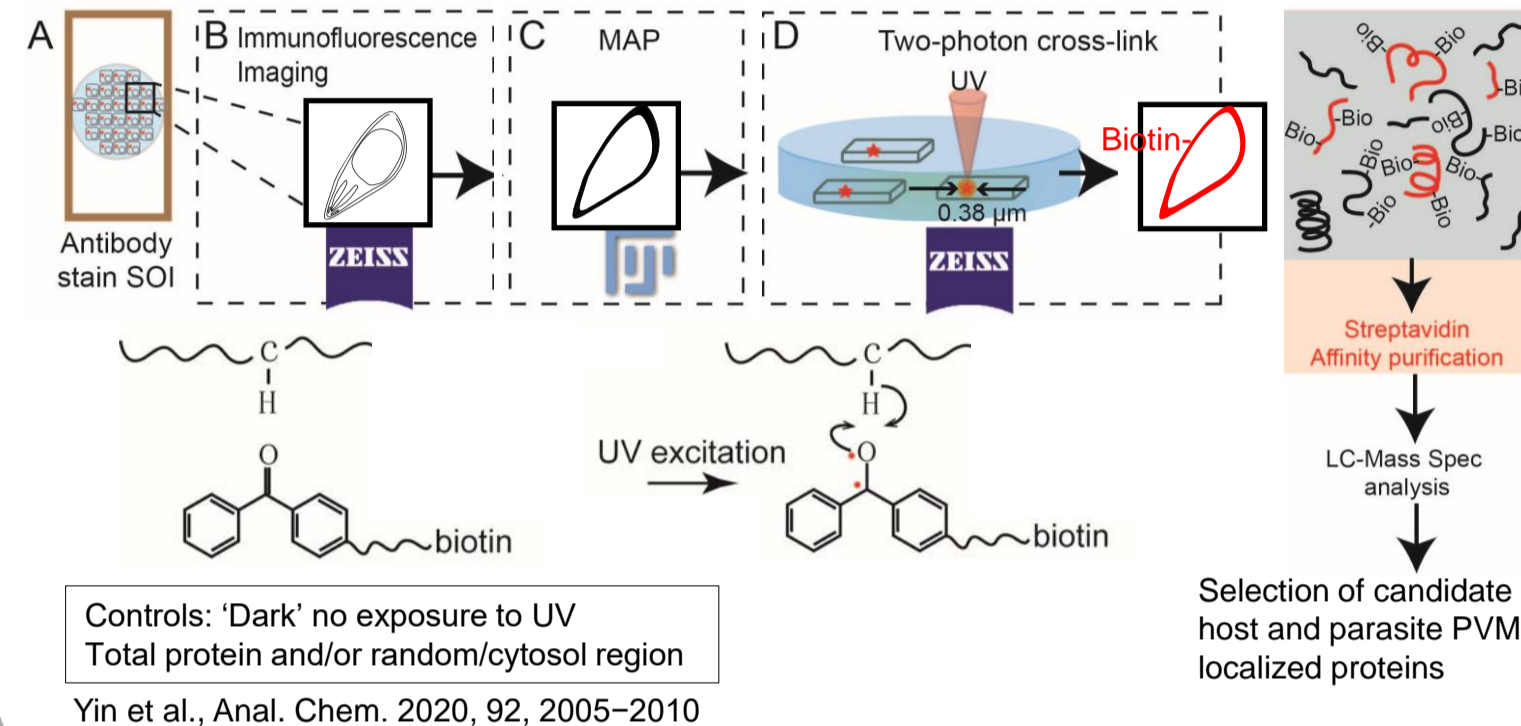 A
B Immunofluorescence
Imaging
C
MAP
D
Two-photon cross-link
UV
0.38 µm
Biotin-
Antibody
stain SOI
ZEISS
ZEISS
Bio-
-Bio
-Bi
-Bio
Bio-
Bio-
-Bio
-Bio
Bio-
Bio-
-Bio
-Bio
Streptavidin
Affinity purification
LC-Mass Spec
analysis
Selection of candidate
host and parasite PVM
localized proteins
C
H
O
biotin
UV excitation
C
H
O
biotin
Controls: ‘Dark’ no exposure to UV
Total protein and/or random/cytosol region
Yin et al., Anal. Chem. 2020, 92, 2005−2010